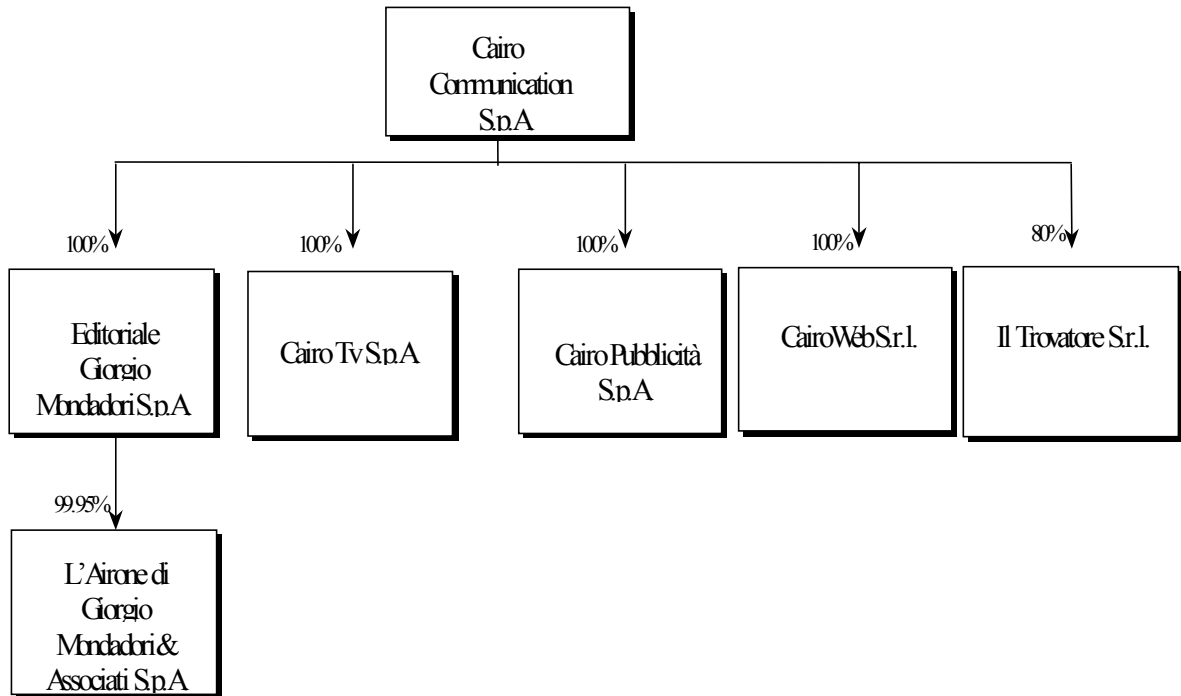 Cairo
Communication
S.p.A
100%
100%
100%
100%
80%
Editoriale
Giorgio
Mondadori S.p.A
Cairo Tv S.p.A
Cairo Pubblicità
S.p.A
CairoWeb S.r.l.
Il Trovatore S.r.l.
99.95%
L'Airone di
Giorgio
Mondadori &
Associati S.p.A